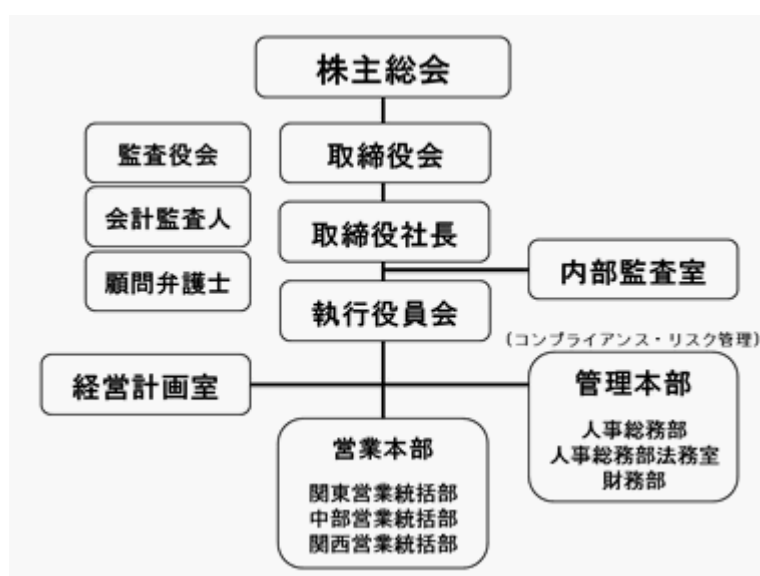 株主総会
監査役会
取締役会
会計監査人
取締役社長
顧問弁護士
内部監査室
執行役員会
(コンプライアンス・リスク管理)
経営計画室
管理本部
人事総務部
人事総務部法務室
財務部
営業本部
関東営業統括部
中部営業統括部
関西営業統括部